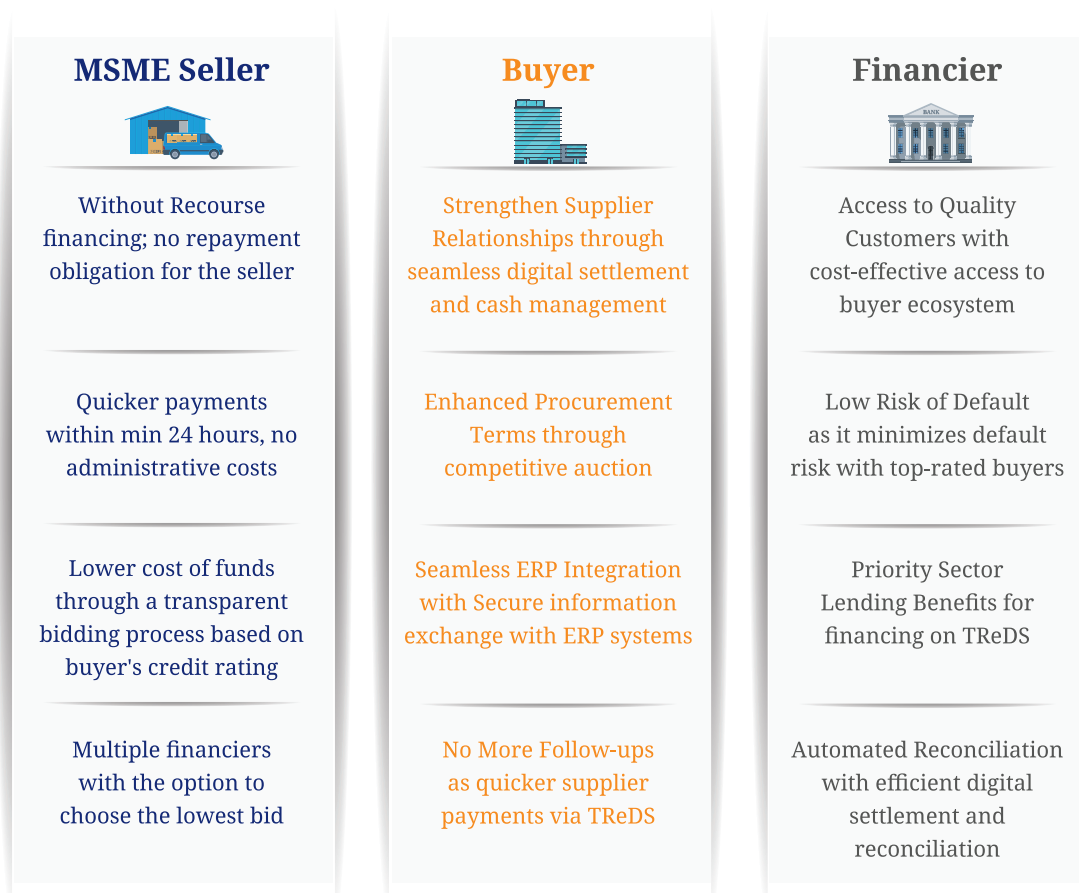 MSME Seller
Without Recourse
financing; no repayment
obligation for the seller
Quicker payments
within min 24 hours, no
administrative costs
Lower cost of funds
through a transparent
bidding process based on
buyer's credit rating
Multiple financiers
with the option to
choose the lowest bid
Buyer
Strengthen Supplier
Relationships through
seamless digital settlement
and cash management
Enhanced Procurement
Terms through
competitive auction
Seamless ERP Integration
with Secure information
exchange with ERP systems
No More Follow-ups
as quicker supplier
payments via TReDS
Financier
BANK
Access to Quality
Customers with
cost-effective access to
buyer ecosystem
Low Risk of Default
as it minimizes default
risk with top-rated buyers
Priority Sector
Lending Benefits for
financing on TReDS
Automated Reconciliation
with efficient digital
settlement and
reconciliation